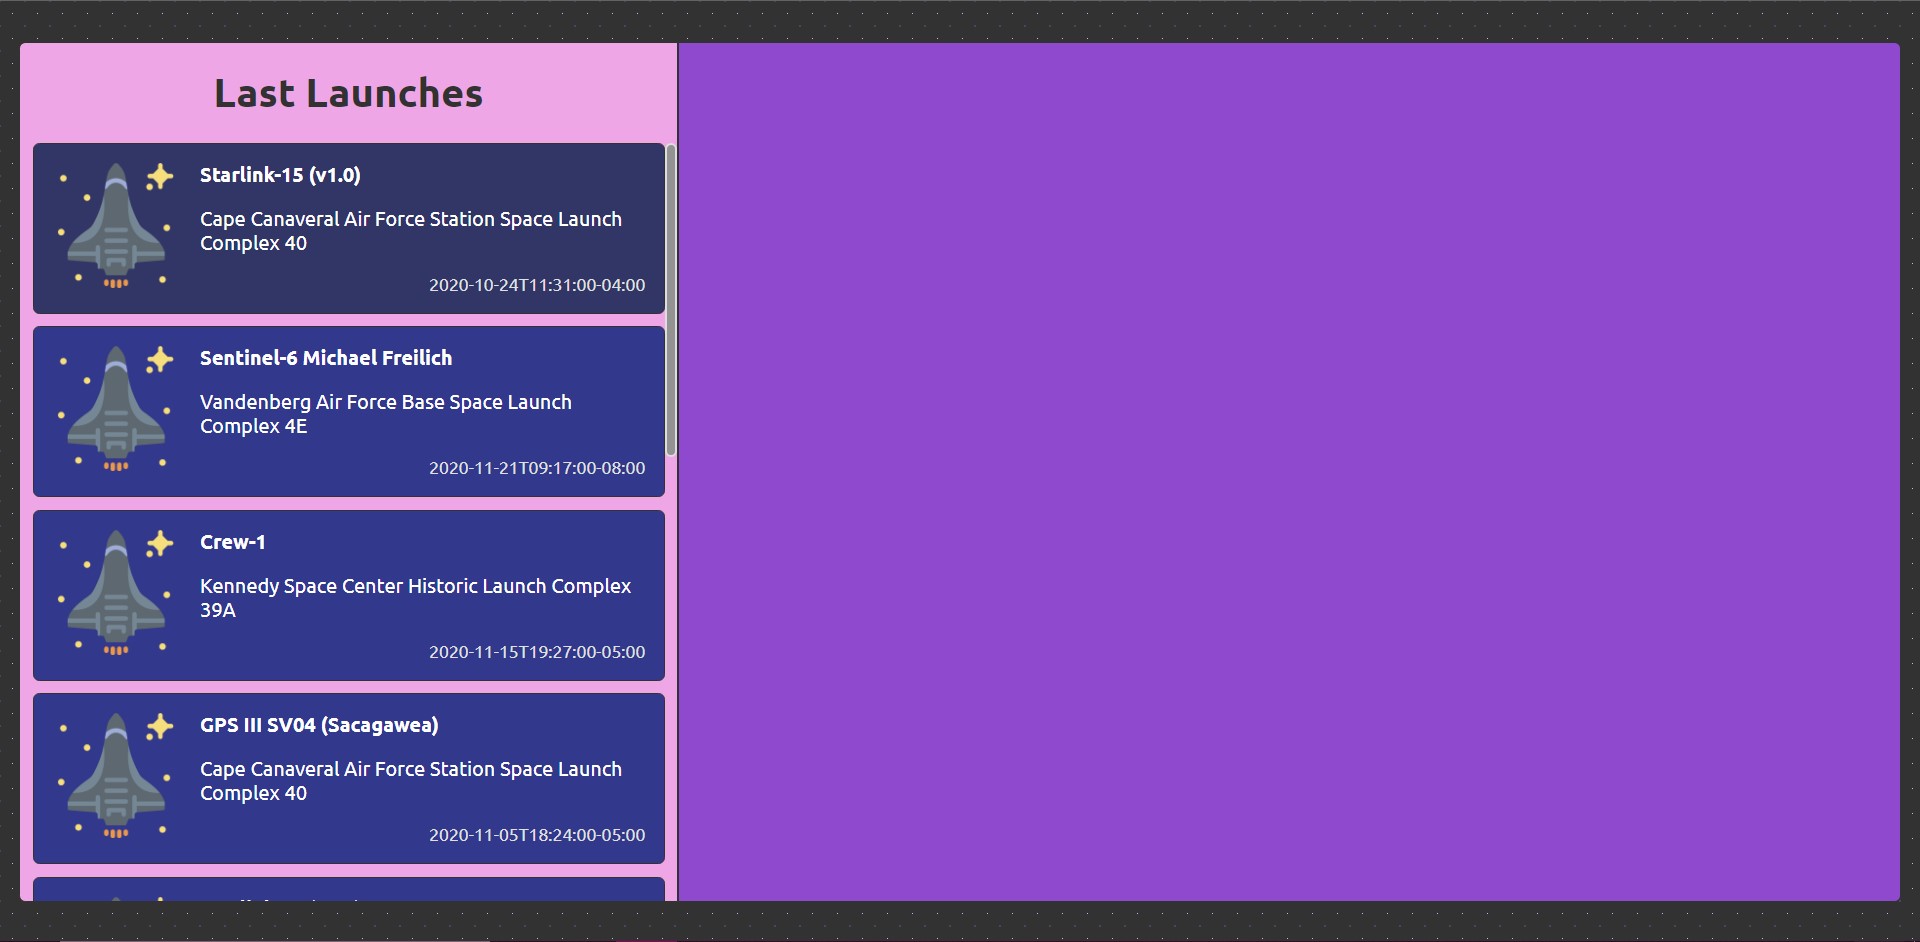 Last Launches
Starlink-15 (v1.0)
Cape Canaveral Air Force Station Space Launch
Complex 40
2020-10-24T11:31:00-04:00
Sentinel-6 Michael Freilich
Vandenberg Air Force Base Space Launch
Complex 4E
2020-11-21T09:17:00-08:00
Crew-1
Kennedy Space Center Historic Launch Complex
39A
2020-11-15T19:27:00-05:00
GPS III SV04 (Sacagawea)
Cape Canaveral Air Force Station Space Launch
Complex 40
2020-11-05T18:24:00-05:00